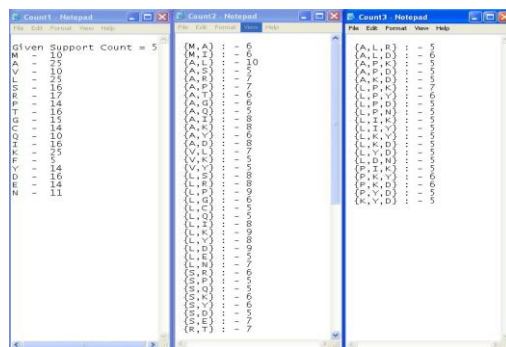 Count1 - Notepad
File Edit Format View Help
Given Support Count = 5
M - 10
A - 25
V - 10
L - 25
S - 16
R - 17
P - 14
T - 16
G - 15
C - 14
Q - 10
I - 16
K - 25
F - 5
Y - 14
D - 16
E - 14
N - 11
Count2 - Notepad
File Edit Format View Help
{M,A} : - 6
{M,I} : - 6
{A,L} : - 10
{A,S} : - 5
{A,R} : - 7
{A,P} : - 7
{A,T} : - 6
{A,G} : - 6
{A,Q} : - 5
{A,I} : - 8
{A,K} : - 8
{A,Y} : - 6
{A,D} : - 8
{V,L} : - 7
{V,K} : - 5
{V,Y} : - 5
{L,S} : - 8
{L,R} : - 8
{L,P} : - 9
{L,G} : - 6
{L,C} : - 5
{L,Q} : - 5
{L,I} : - 8
{L,K} : - 9
{L,Y} : - 8
{L,D} : - 9
{L,E} : - 5
{L,N} : - 7
{S,R} : - 6
{S,P} : - 5
{S,Q} : - 5
{S,K} : - 6
{S,Y} : - 6
{S,D} : - 5
{S,E} : - 7
{R,T} : - 7
Count3 - Notepad
File Edit Format View Help
{A,L,R} : - 5
{A,L,D} : - 6
{A,P,K} : - 5
{A,P,D} : - 5
{A,K,D} : - 5
{L,P,K} : - 7
{L,P,Y} : - 6
{L,P,D} : - 5
{L,P,N} : - 5
{L,I,K} : - 5
{L,I,Y} : - 5
{L,K,Y} : - 5
{L,K,D} : - 5
{L,Y,D} : - 5
{L,D,N} : - 5
{P,I,K} : - 5
{P,K,Y} : - 6
{P,K,D} : - 6
{P,Y,D} : - 5
{K,Y,D} : - 5